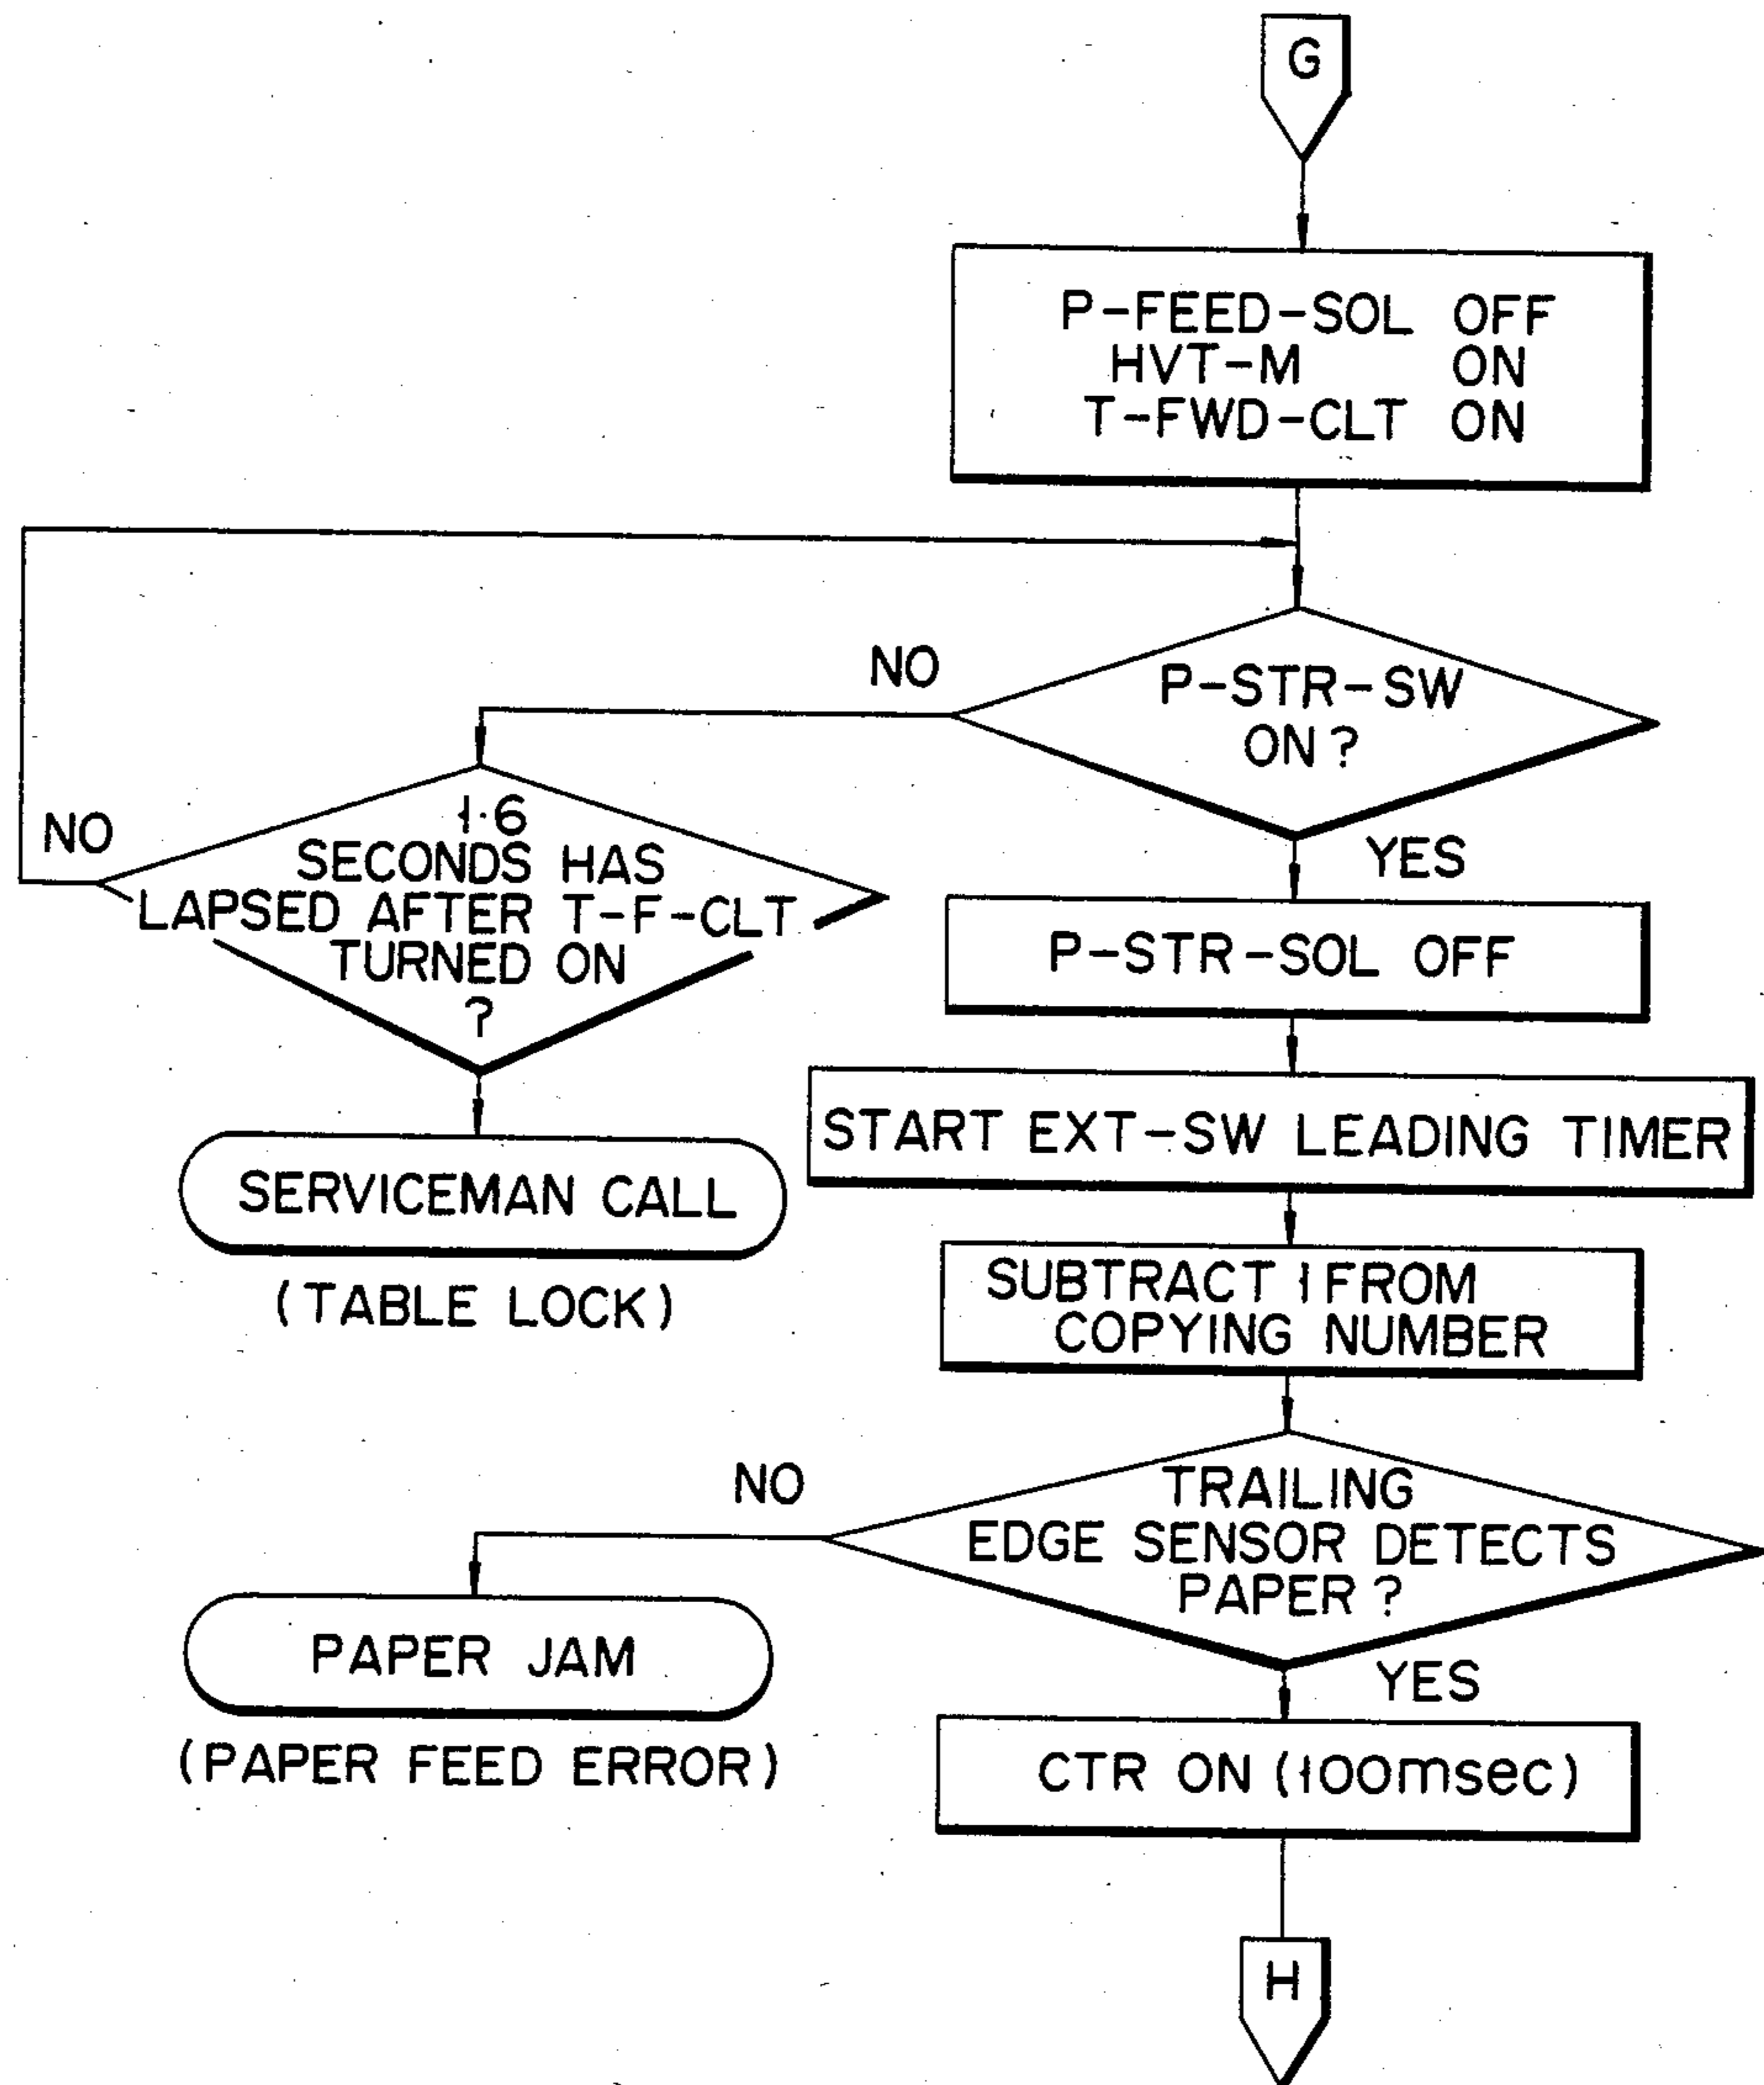 G
P-FEED-SOL OFF
HVT-M ON
T-FWD-CLT ON
P-STR-SW
ON?
NO
YES
1.6
SECONDS HAS
LAPSED AFTER T-F-CLT
TURNED ON
?
NO
SERVICEMAN CALL
(TABLE LOCK)
P-STR-SOL OFF
START EXT-SW LEADING TIMER
SUBTRACT 1 FROM
COPYING NUMBER
TRAILING
EDGE SENSOR DETECTS
PAPER?
NO
PAPER JAM
(PAPER FEED ERROR)
YES
CTR ON (100msec)
H